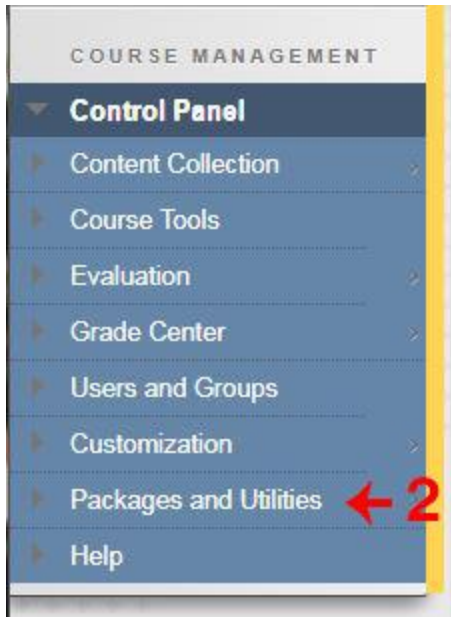 COURSE MANAGEMENT
Control Panel
Content Collection
Course Tools
Evaluation
Grade Center
Users and Groups
Customization
Packages and Utilities 2
Help